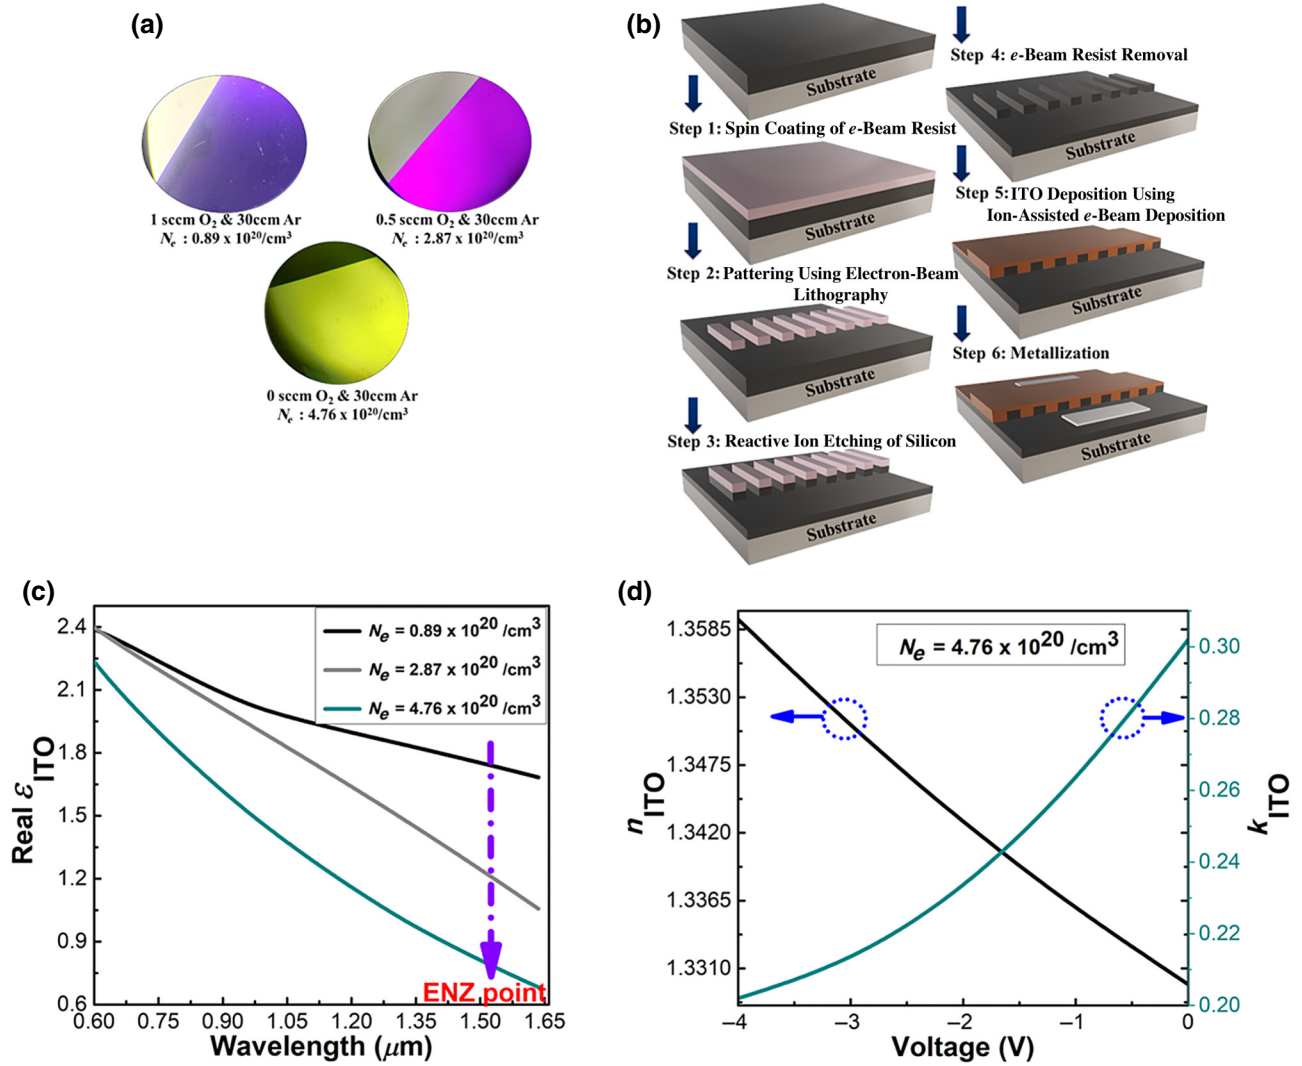 (a)
1 sccm O2 & 30ccm Ar
Ne : 0.89 x 10^20/cm^3
0.5 sccm O2 & 30ccm Ar
Ne : 2.87 x 10^20/cm^3
0 sccm O2 & 30ccm Ar
Ne : 4.76 x 10^20/cm^3
(b)
Substrate
Step 1: Spin Coating of e-Beam Resist
Substrate
Step 2: Pattering Using Electron-Beam
Lithography
Substrate
Step 3: Reactive Ion Etching of Silicon
Substrate
Step 4: e-Beam Resist Removal
Substrate
Step 5: ITO Deposition Using
Ion-Assisted e-Beam Deposition
Substrate
Step 6: Metallization
Substrate
(c)
Real εITO
2.4
2.1
1.8
1.5
1.2
0.9
0.6
Ne = 0.89 x 10^20 /cm^3
Ne = 2.87 x 10^20 /cm^3
Ne = 4.76 x 10^20 /cm^3
ENZ point
0.60 0.75 0.90 1.05 1.20 1.35 1.50 1.65
Wavelength (μm)
(d)
nITO
1.3585
1.3530
1.3475
1.3420
1.3365
1.3310
Ne = 4.76 x 10^20 /cm^3
0.30
0.28
0.26
0.24
0.22
0.20
kITO
–4 –3 –2 –1 0
Voltage (V)